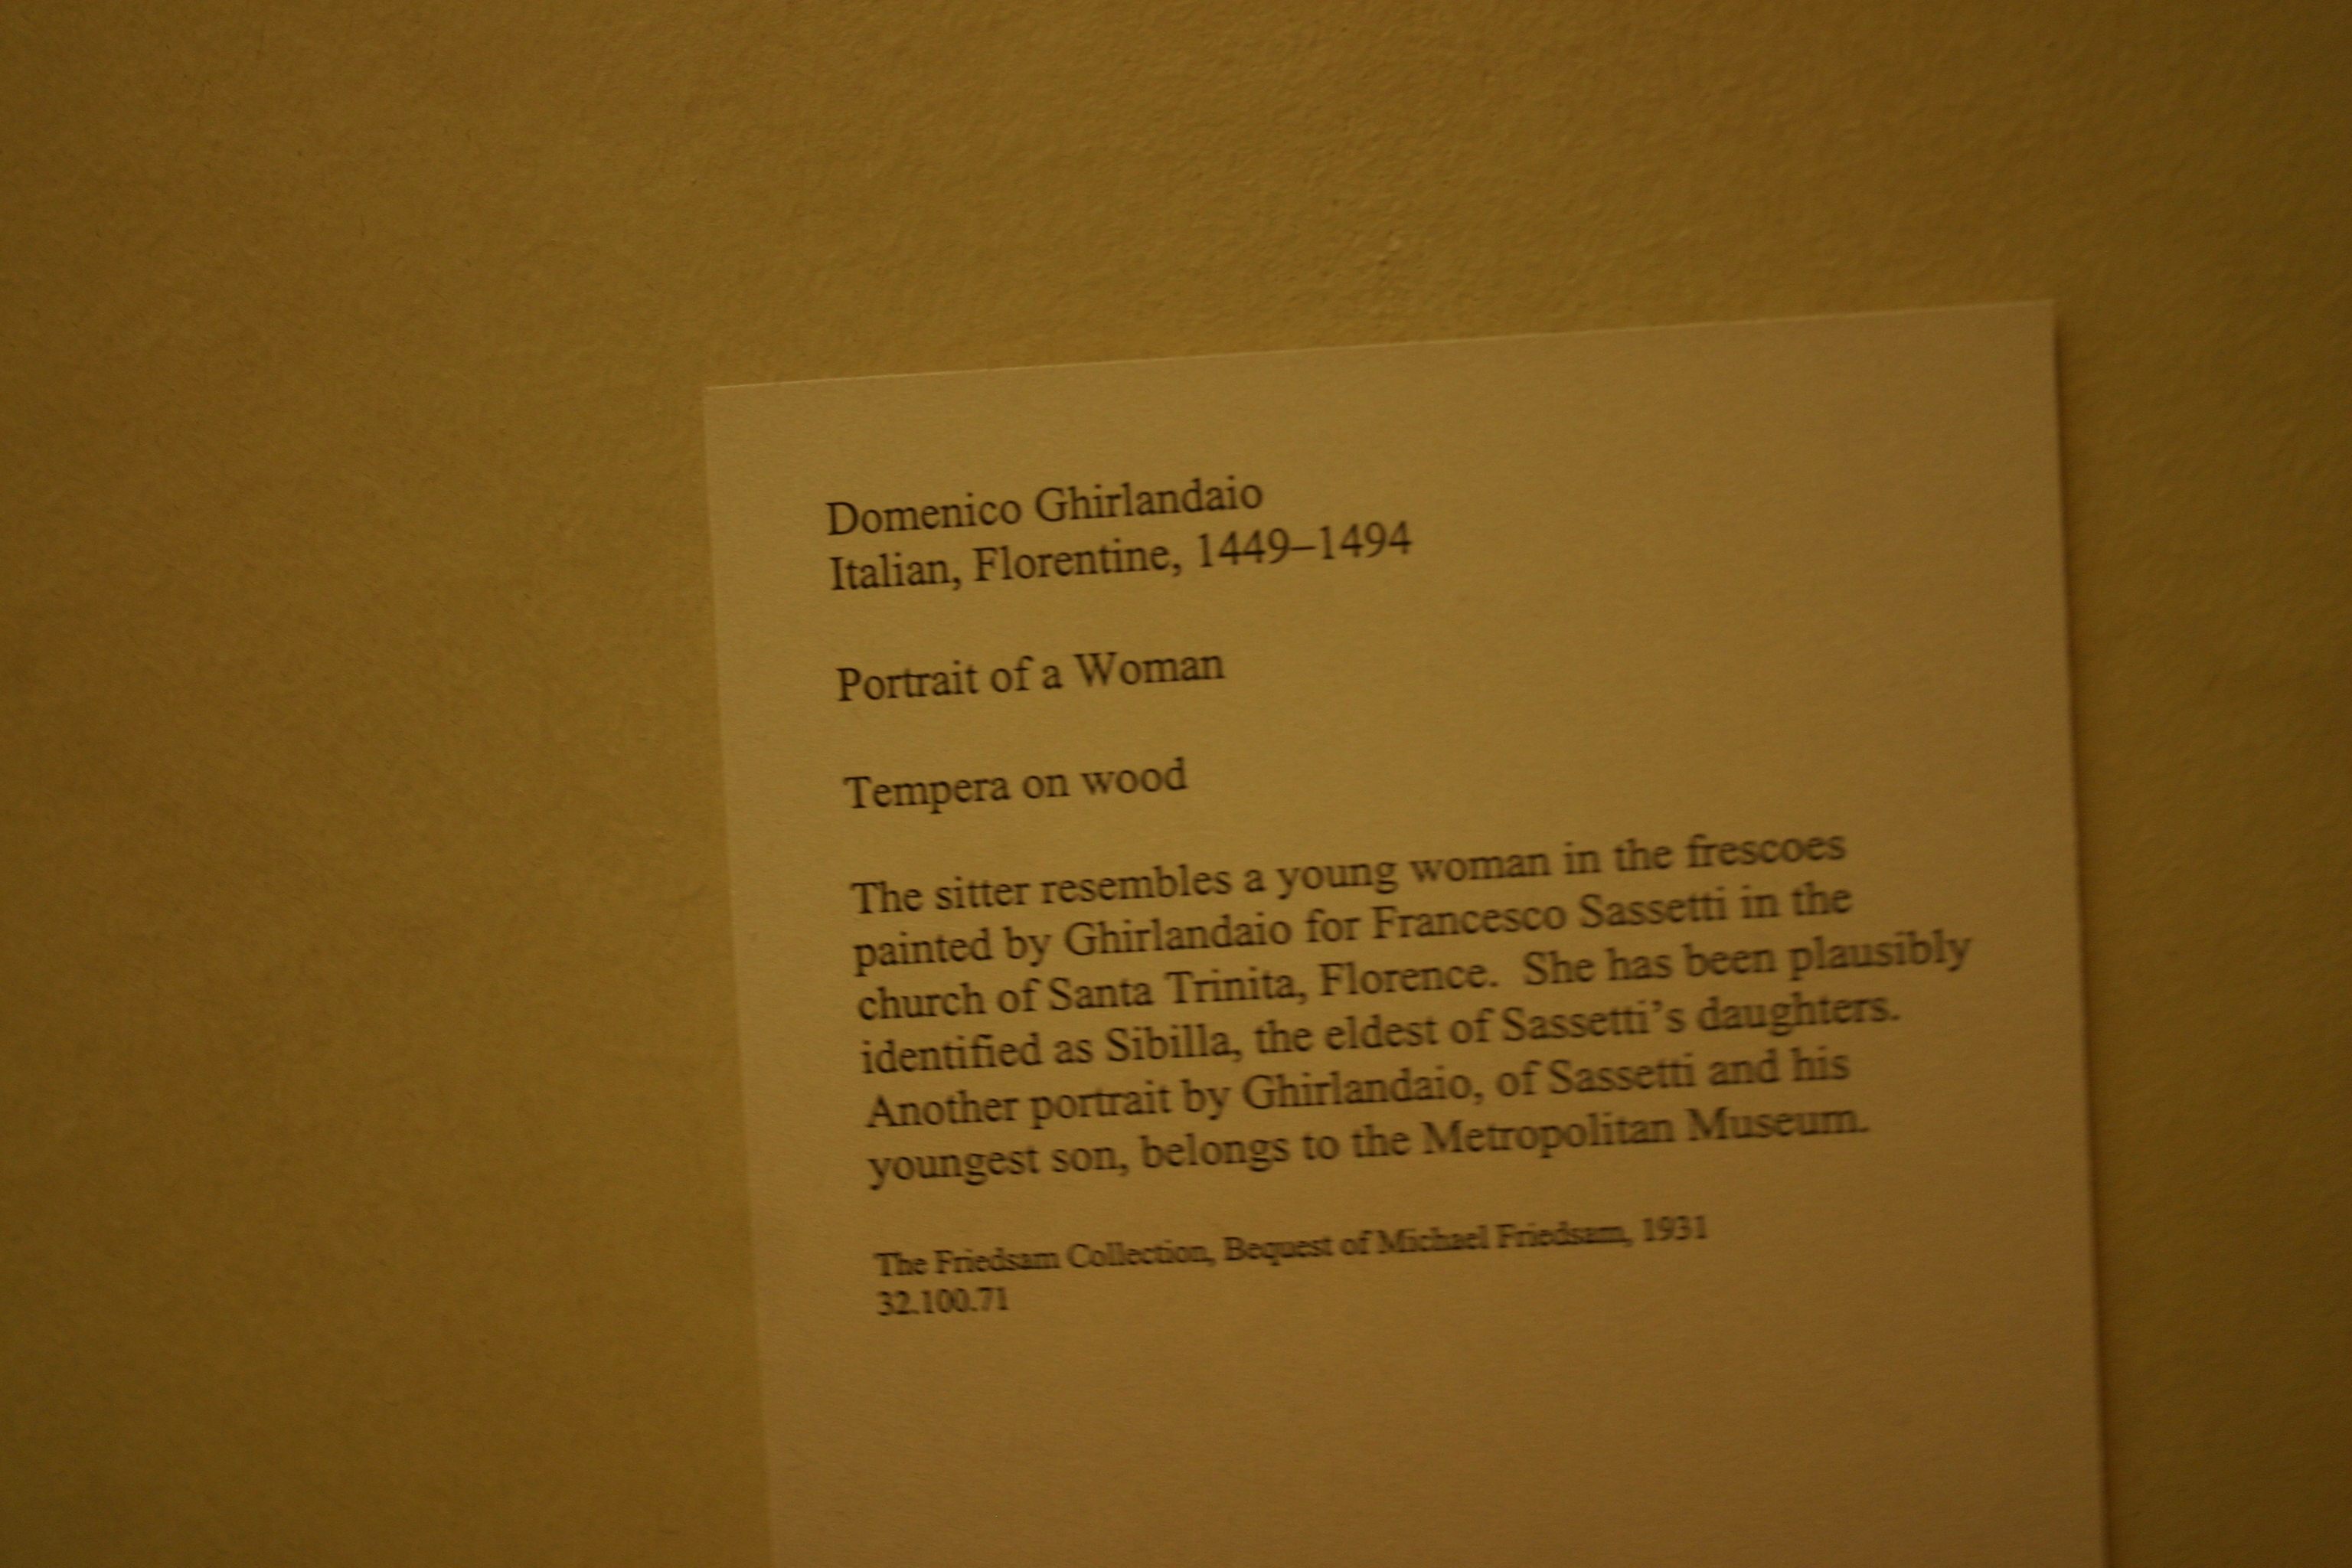 Domenico Ghirlandaio
Italian, Florentine, 1449–1494
Portrait of a Woman
Tempera on wood
The sitter resembles a young woman in the frescoes
painted by Ghirlandaio for Francesco Sassetti in the
church of Santa Trinita, Florence.  She has been plausibly
identified as Sibilla, the eldest of Sassetti’s daughters.
Another portrait by Ghirlandaio, of Sassetti and his
youngest son, belongs to the Metropolitan Museum.
The Friedsam Collection, Bequest of Michael Friedsam, 1931
32.100.71